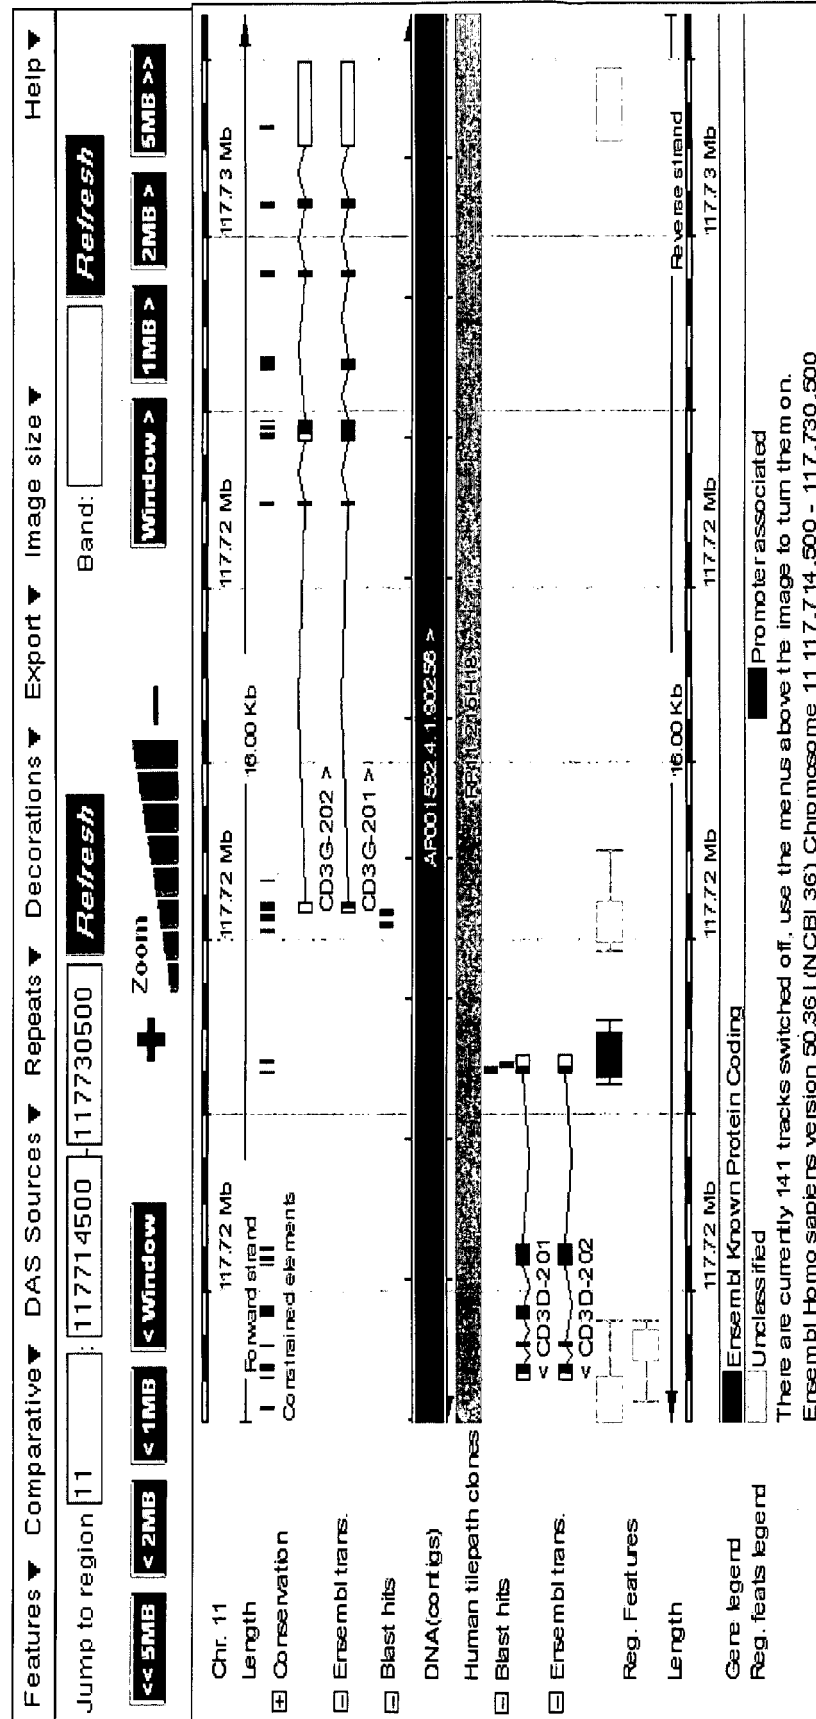 Features ▼ Comparative ▼ DAS Sources ▼ Repeats ▼ Decorations ▼ Export ▼ Image size ▼ Help ▼
Jump to region 11 : 117714500 - 117730500 Refresh Band: Refresh
<< 5MB < 2MB < 1MB < Window + Zoom — Window > 1MB > 2MB > 5MB >>
Chr. 11 117.72 Mb 117.72 Mb 117.72 Mb 117.73 Mb
Length Forward strand 16.00 Kb
Conservation Constrained elements
Ensembl trans.
CD3G-202 >
CD3G-201 >
Blast hits
DNA(contigs) AP001582.4.1.90256 >
Human tilepath clones
Blast hits
Ensembl trans.
< CD3D-201
< CD3D-202
Reg. Features
Length 16.00 Kb Reverse strand
117.72 Mb 117.72 Mb 117.72 Mb 117.73 Mb
Gene legend Ensembl Known Protein Coding
Reg. feats legend Unclassified Promoter associated
There are currently 141 tracks switched off, use the menus above the image to turn them on.
Ensembl Homo sapiens version 50.36l (NCBI 36) Chromosome 11 117,714,500 - 117,730,500